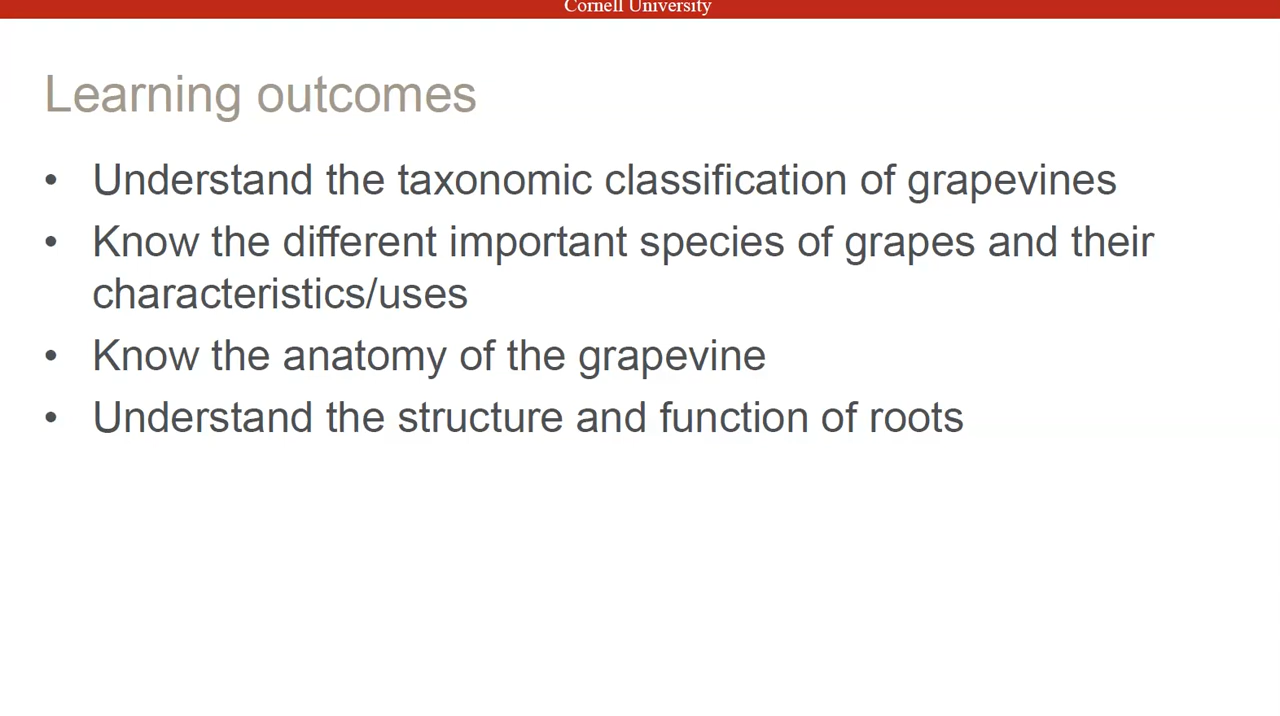 Cornell University
Learning outcomes
• Understand the taxonomic classification of grapevines
• Know the different important species of grapes and their
characteristics/uses
• Know the anatomy of the grapevine
• Understand the structure and function of roots